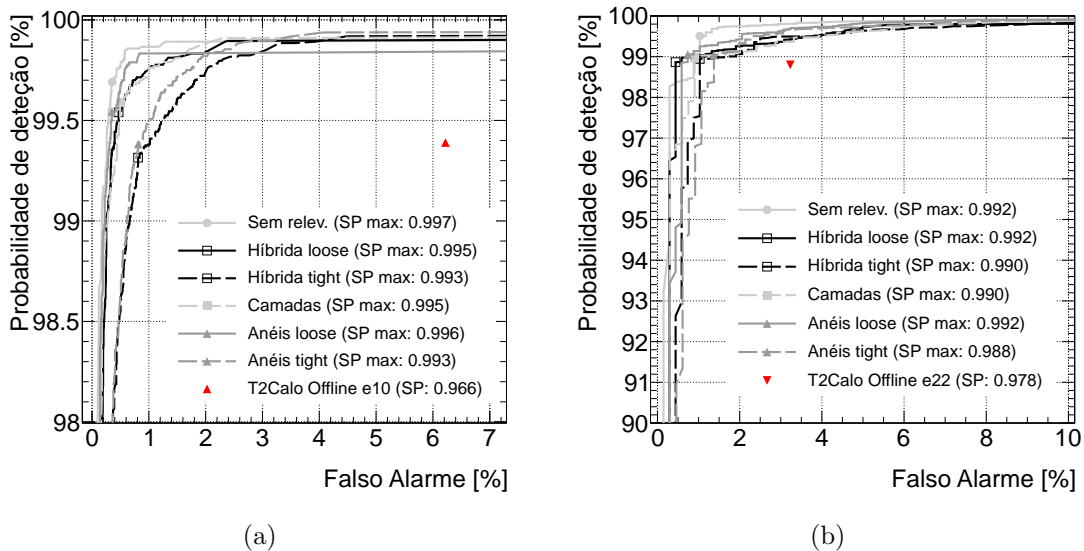 Probabilidade de deteção [%]
100
99.5
99
98.5
98
0 1 2 3 4 5 6 7
Falso Alarme [%]
Sem relev. (SP max: 0.997)
Híbrida loose (SP max: 0.995)
Híbrida tight (SP max: 0.993)
Camadas (SP max: 0.995)
Anéis loose (SP max: 0.996)
Anéis tight (SP max: 0.993)
T2Calo Offline e10 (SP: 0.966)
(a)
Probabilidade de deteção [%]
100
99
98
97
96
95
94
93
92
91
90
0 2 4 6 8 10
Falso Alarme [%]
Sem relev. (SP max: 0.992)
Híbrida loose (SP max: 0.992)
Híbrida tight (SP max: 0.990)
Camadas (SP max: 0.990)
Anéis loose (SP max: 0.992)
Anéis tight (SP max: 0.988)
T2Calo Offline e22 (SP: 0.978)
(b)